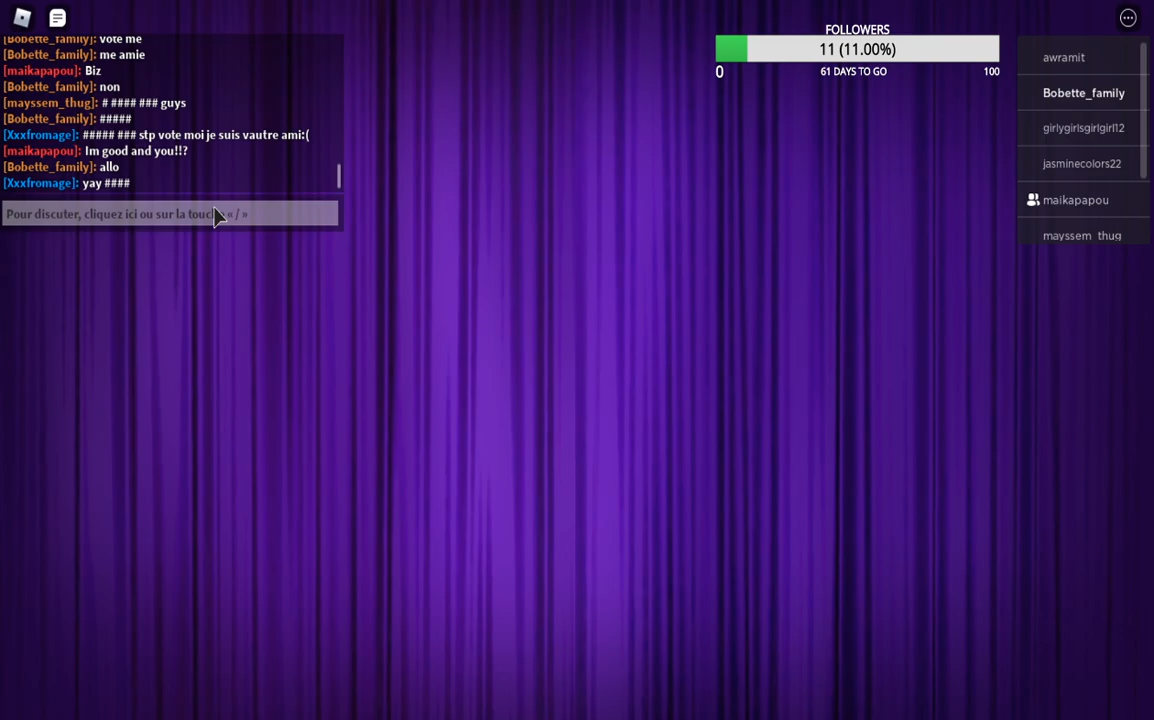 [Bobette_family]: vote me
[Bobette_family]: me amie
[maikapapou]: Biz
[Bobette_family]: non
[mayssem_thug]: # #### ### guys
[Bobette_family]: #####
[Xxxfromage]: ##### ### stp vote moi je suis vautre ami:(
[maikapapou]: Im good and you!!?
[Bobette_family]: allo
[Xxxfromage]: yay ####
Pour discuter, cliquez ici ou sur la touche « / »
FOLLOWERS
11 (11.00%)
0 61 DAYS TO GO 100
awramit
Bobette_family
girlygirlsgirlgirl12
jasminecolors22
maikapapou
mayssem_thug